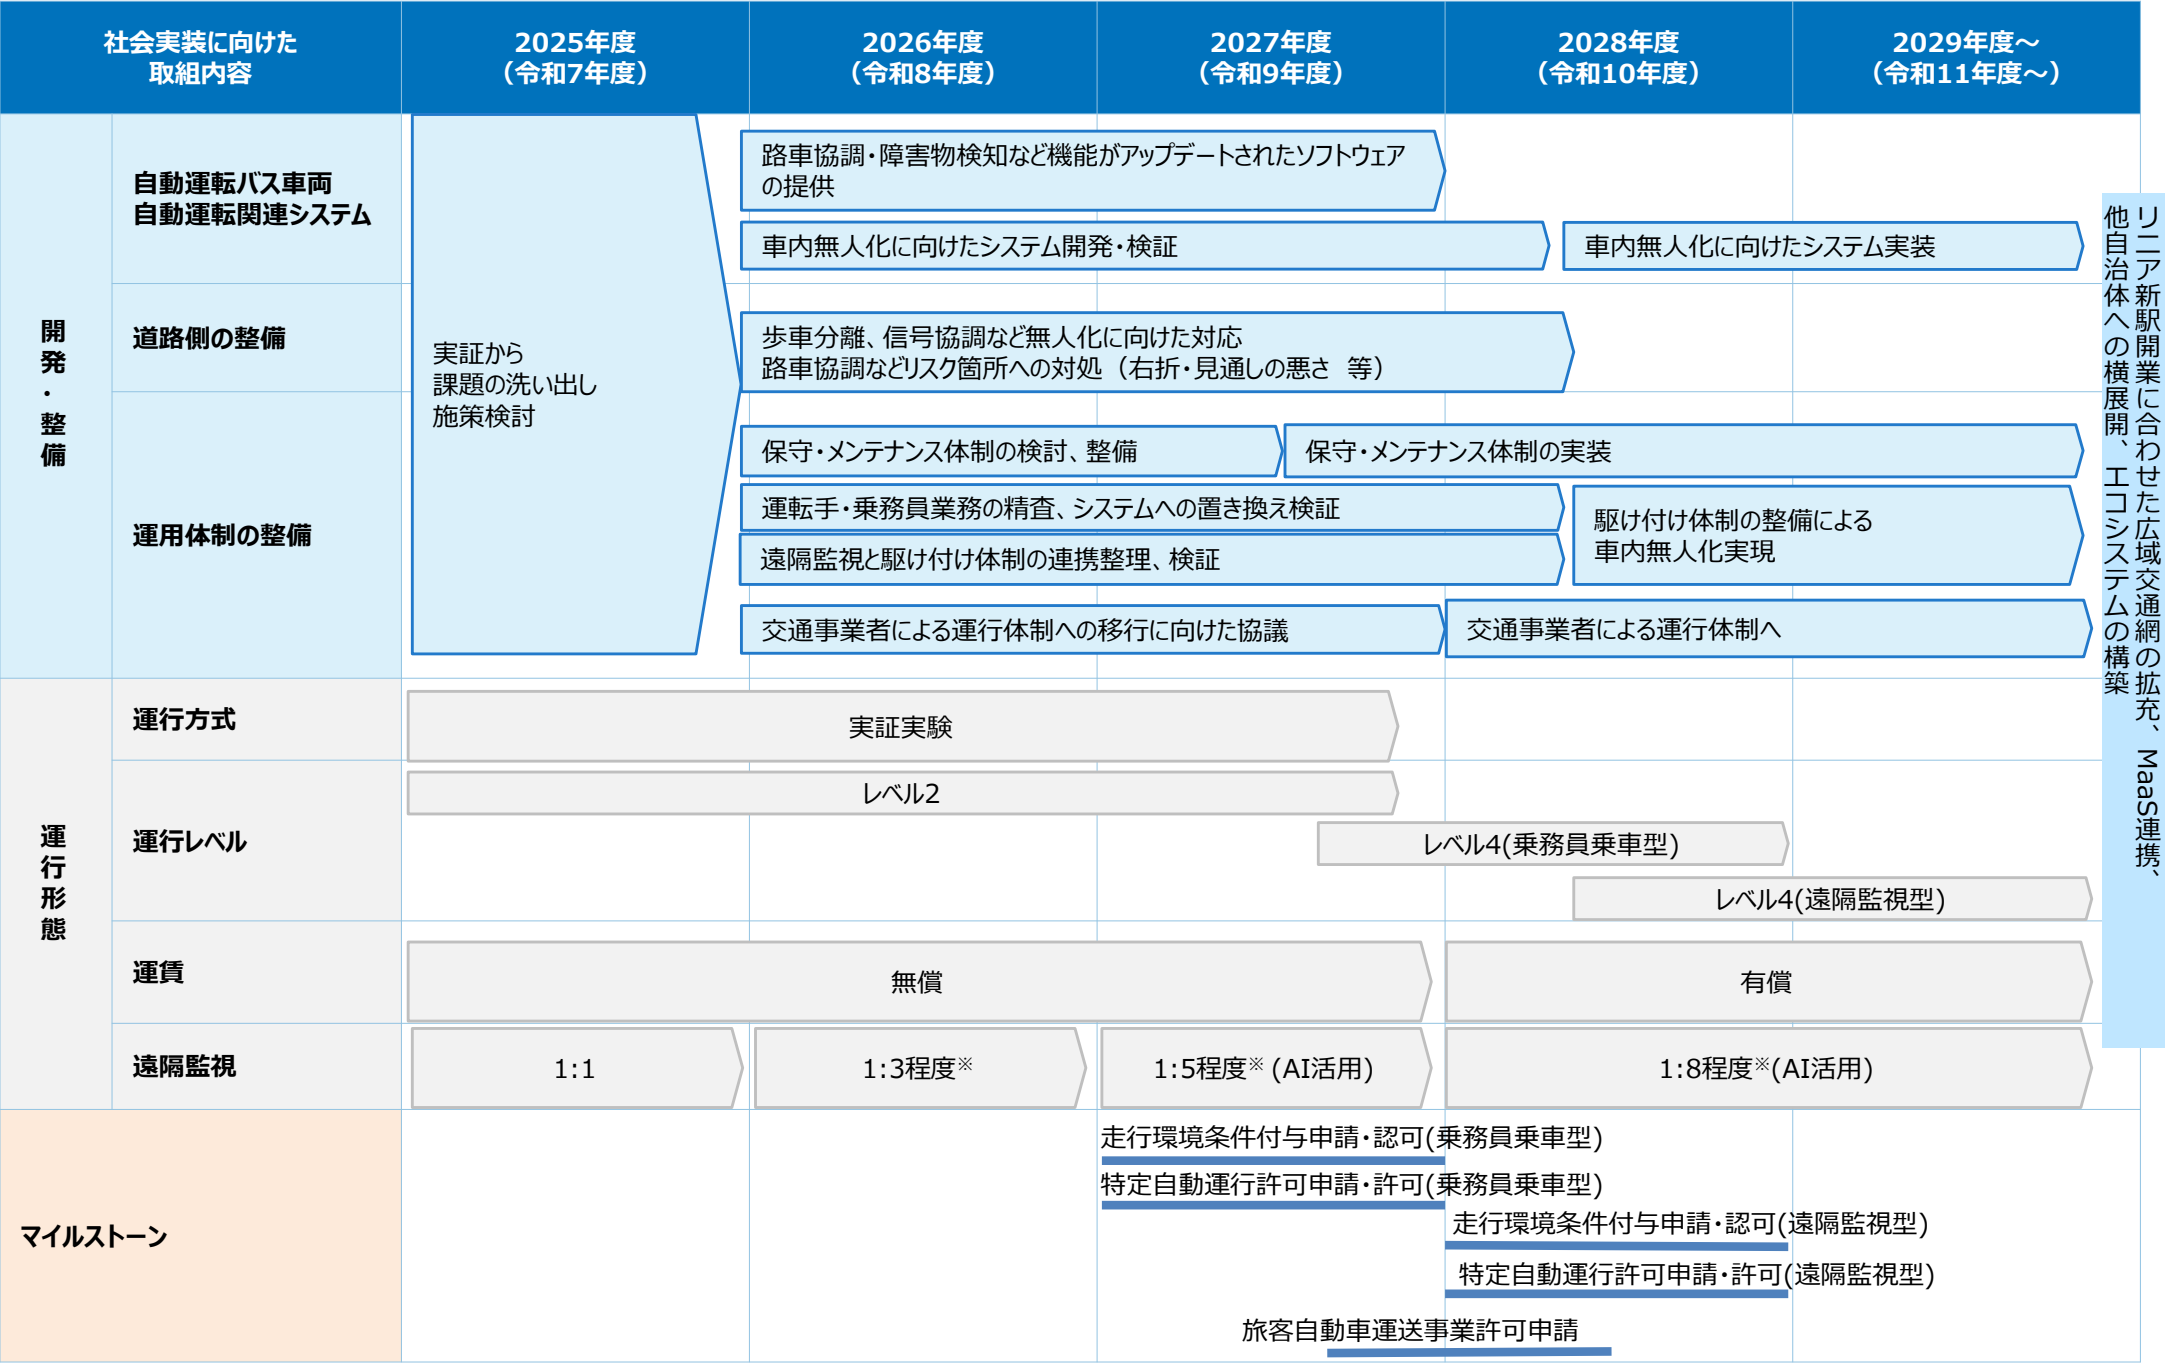 社会実装に向けた
取組内容
2025年度
（令和7年度）
2026年度
（令和8年度）
2027年度
（令和9年度）
2028年度
（令和10年度）
2029年度～
（令和11年度～）
開発・整備
自動運転バス車両
自動運転関連システム
実証から
課題の洗い出し
施策検討
路車協調・障害物検知など機能がアップデートされたソフトウェア
の提供
車内無人化に向けたシステム開発・検証
車内無人化に向けたシステム実装
道路側の整備
歩車分離、信号協調など無人化に向けた対応
路車協調などリスク箇所への対処（右折・見通しの悪さ　等）
運用体制の整備
保守・メンテナンス体制の検討、整備
保守・メンテナンス体制の実装
運転手・乗務員業務の精査、システムへの置き換え検証
遠隔監視と駆け付け体制の連携整理、検証
駆け付け体制の整備による
車内無人化実現
交通事業者による運行体制への移行に向けた協議
交通事業者による運行体制へ
リニア新駅開業に合わせた広域交通網の拡充、MaaS連携、
他自治体への横展開、エコシステムの構築
運行形態
運行方式
実証実験
運行レベル
レベル2
レベル4(乗務員乗車型)
レベル4(遠隔監視型)
運賃
無償
有償
遠隔監視
1:1
1:3程度※
1:5程度※ (AI活用)
1:8程度※(AI活用)
マイルストーン
走行環境条件付与申請・認可(乗務員乗車型)
特定自動運行許可申請・許可(乗務員乗車型)
走行環境条件付与申請・認可(遠隔監視型)
特定自動運行許可申請・許可(遠隔監視型)
旅客自動車運送事業許可申請